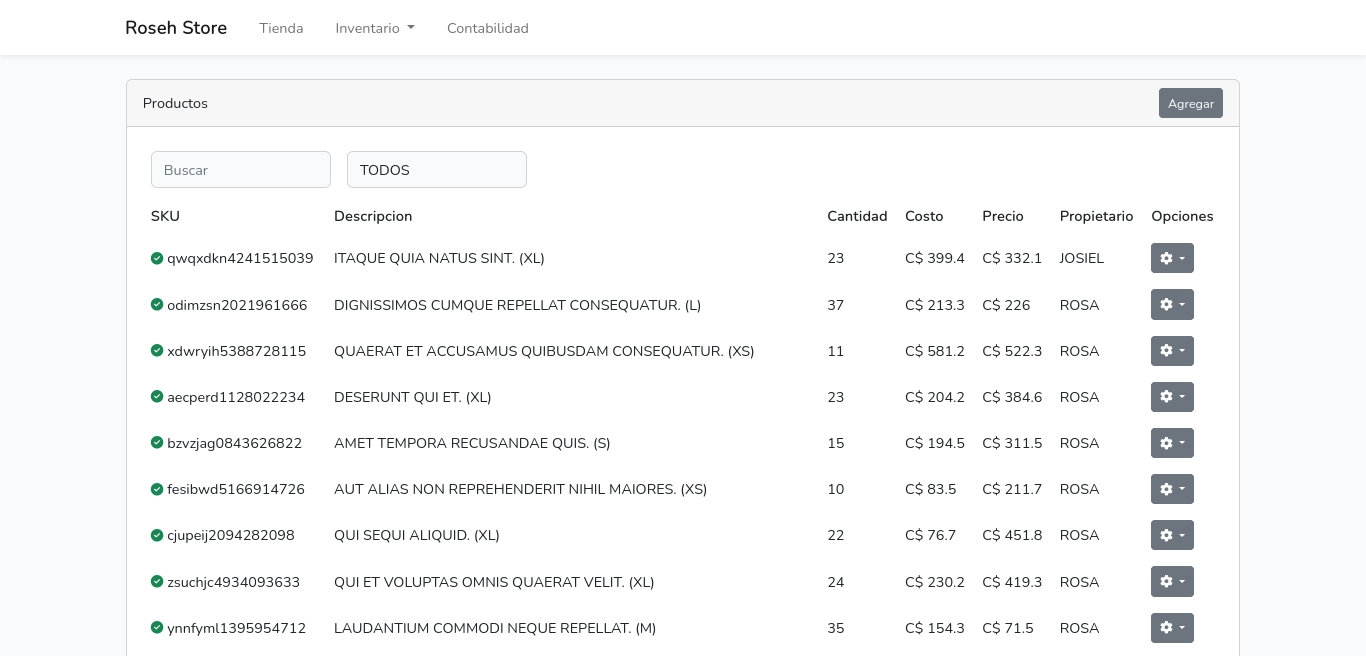 Roseh Store Tienda Inventario Contabilidad
Productos Agregar
Buscar TODOS
SKU Descripcion Cantidad Costo Precio Propietario Opciones
qwqxdkn4241515039 ITAQUE QUIA NATUS SINT. (XL) 23 C$ 399.4 C$ 332.1 JOSIEL
odimzsn2021961666 DIGNISSIMOS CUMQUE REPELLAT CONSEQUATUR. (L) 37 C$ 213.3 C$ 226 ROSA
xdwryih5388728115 QUAERAT ET ACCUSAMUS QUIBUSDAM CONSEQUATUR. (XS) 11 C$ 581.2 C$ 522.3 ROSA
aecperd1128022234 DESERUNT QUI ET. (XL) 23 C$ 204.2 C$ 384.6 ROSA
bzvzjag0843626822 AMET TEMPORA RECUSANDAE QUIS. (S) 15 C$ 194.5 C$ 311.5 ROSA
fesibwd5166914726 AUT ALIAS NON REPREHENDERIT NIHIL MAIORES. (XS) 10 C$ 83.5 C$ 211.7 ROSA
cjupeij2094282098 QUI SEQUI ALIQUID. (XL) 22 C$ 76.7 C$ 451.8 ROSA
zsuchjc4934093633 QUI ET VOLUPTAS OMNIS QUAERAT VELIT. (XL) 24 C$ 230.2 C$ 419.3 ROSA
ynnfyml1395954712 LAUDANTIUM COMMODI NEQUE REPELLAT. (M) 35 C$ 154.3 C$ 71.5 ROSA